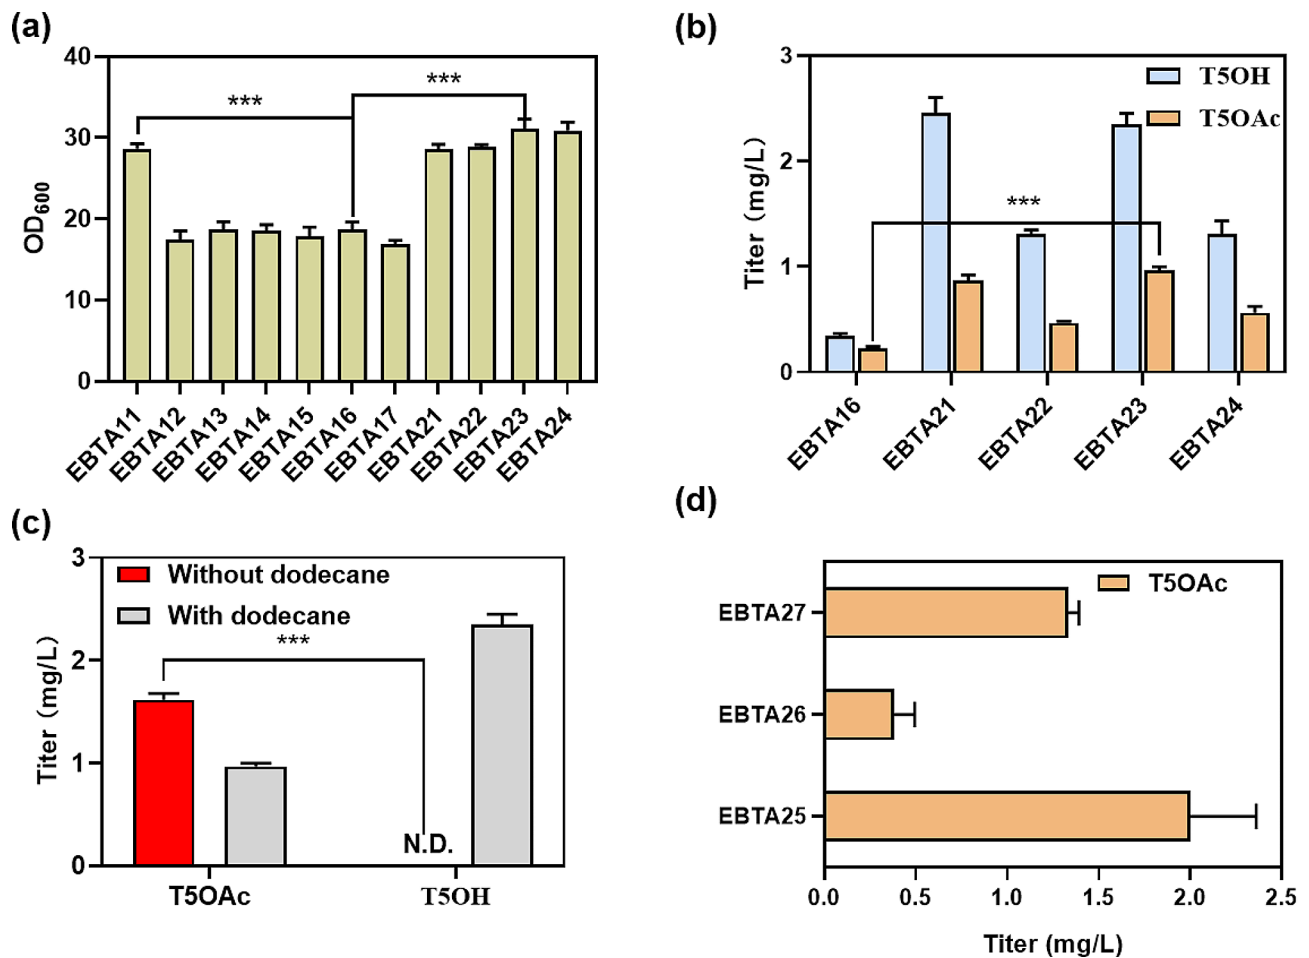 (a)
40
30
20
10
0
OD600
***
***
EBTA11
EBTA12
EBTA13
EBTA14
EBTA15
EBTA16
EBTA17
EBTA21
EBTA22
EBTA23
EBTA24
(b)
3
2
1
0
Titer (mg/L)
T5OH
T5OAc
***
EBTA16
EBTA21
EBTA22
EBTA23
EBTA24
(c)
3
2
1
0
Titer (mg/L)
Without dodecane
With dodecane
***
N.D.
T5OAc
T5OH
(d)
T5OAc
EBTA27
EBTA26
EBTA25
0.0
0.5
1.0
1.5
2.0
2.5
Titer (mg/L)